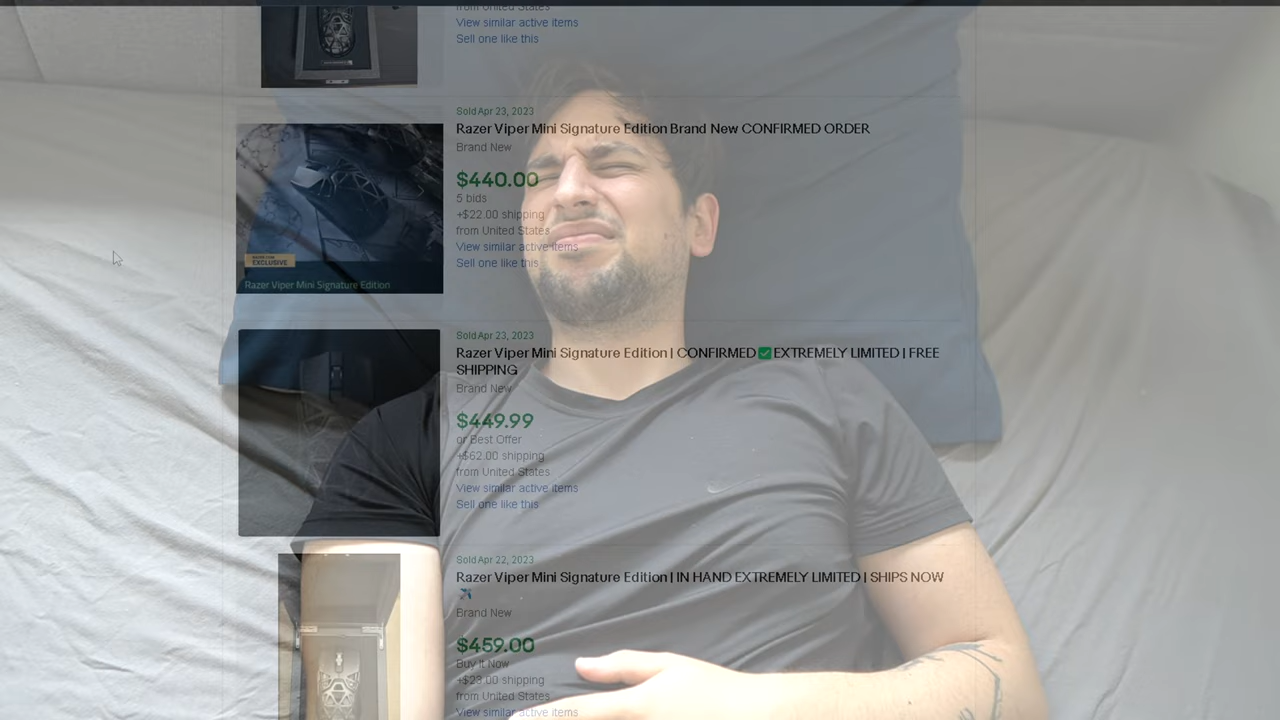 from United States
View similar active items
Sell one like this
Sold Apr 23, 2023
Razer Viper Mini Signature Edition Brand New CONFIRMED ORDER
Brand New
$440.00
5 bids
+$22.00 shipping
from United States
View similar active items
Sell one like this
EXCLUSIVE
Razer Viper Mini Signature Edition
Sold Apr 23, 2023
Razer Viper Mini Signature Edition | CONFIRMED✅EXTREMELY LIMITED | FREE
SHIPPING
Brand New
$449.99
or Best Offer
+$62.00 shipping
from United States
View similar active items
Sell one like this
Sold Apr 22, 2023
Razer Viper Mini Signature Edition | IN HAND EXTREMELY LIMITED | SHIPS NOW
✈️
Brand New
$459.00
Buy It Now
+$23.00 shipping
from United States
View similar active items